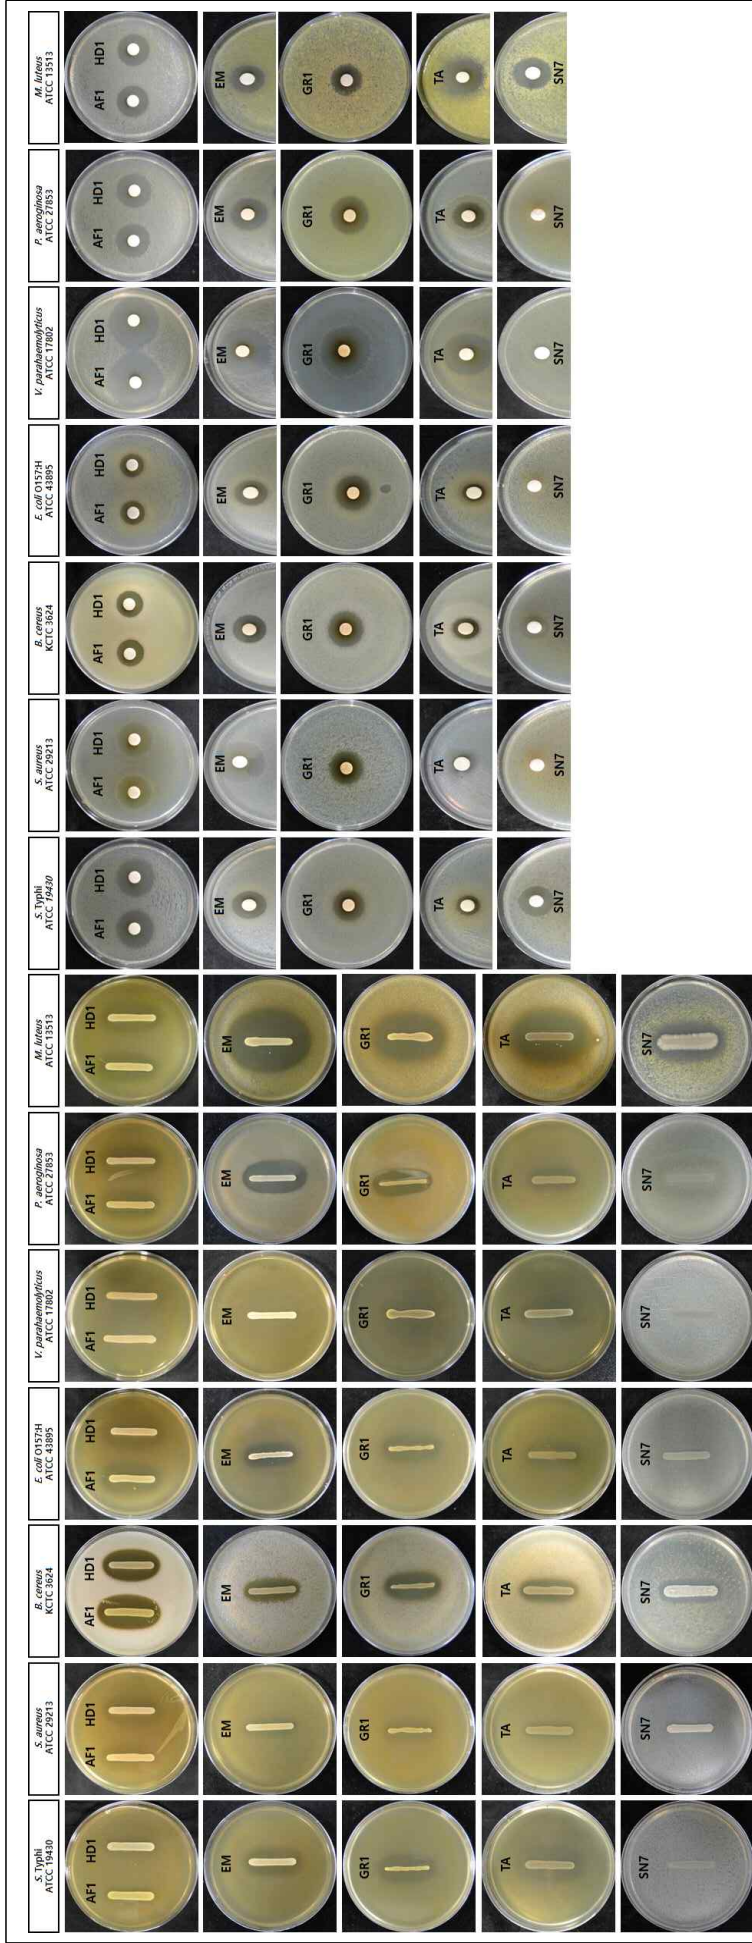 S.Typhi
ATCC 19430
S. aureus
ATCC 29213
B. cereus
KCTC 3624
E. coli O157:H
ATCC 43895
V. parahaemolyticus
ATCC 17802
P. aeroginosa
ATCC 27853
M. luteus
ATCC 13513
S.Typhi
ATCC 19430
S. aureus
ATCC 29213
B. cereus
KCTC 3624
E. coli O157:H
ATCC 43895
V. parahaemolyticus
ATCC 17802
P. aeroginosa
ATCC 27853
M. luteus
ATCC 13513
AF1 HD1 AF1 HD1 AF1 HD1 AF1 HD1 AF1 HD1 AF1 HD1 AF1 HD1 AF1 HD1 AF1 HD1 AF1 HD1 AF1 HD1 AF1 HD1 AF1 HD1 AF1 HD1
EM EM EM EM EM EM EM EM EM EM EM EM EM EM
GR1 GR1 GR1 GR1 GR1 GR1 GR1 GR1 GR1 GR1 GR1 GR1 GR1 GR1
TA TA TA TA TA TA TA TA TA TA TA TA TA TA
SN7 SN7 SN7 SN7 SN7 SN7 SN7 SN7 SN7 SN7 SN7 SN7 SN7 SN7